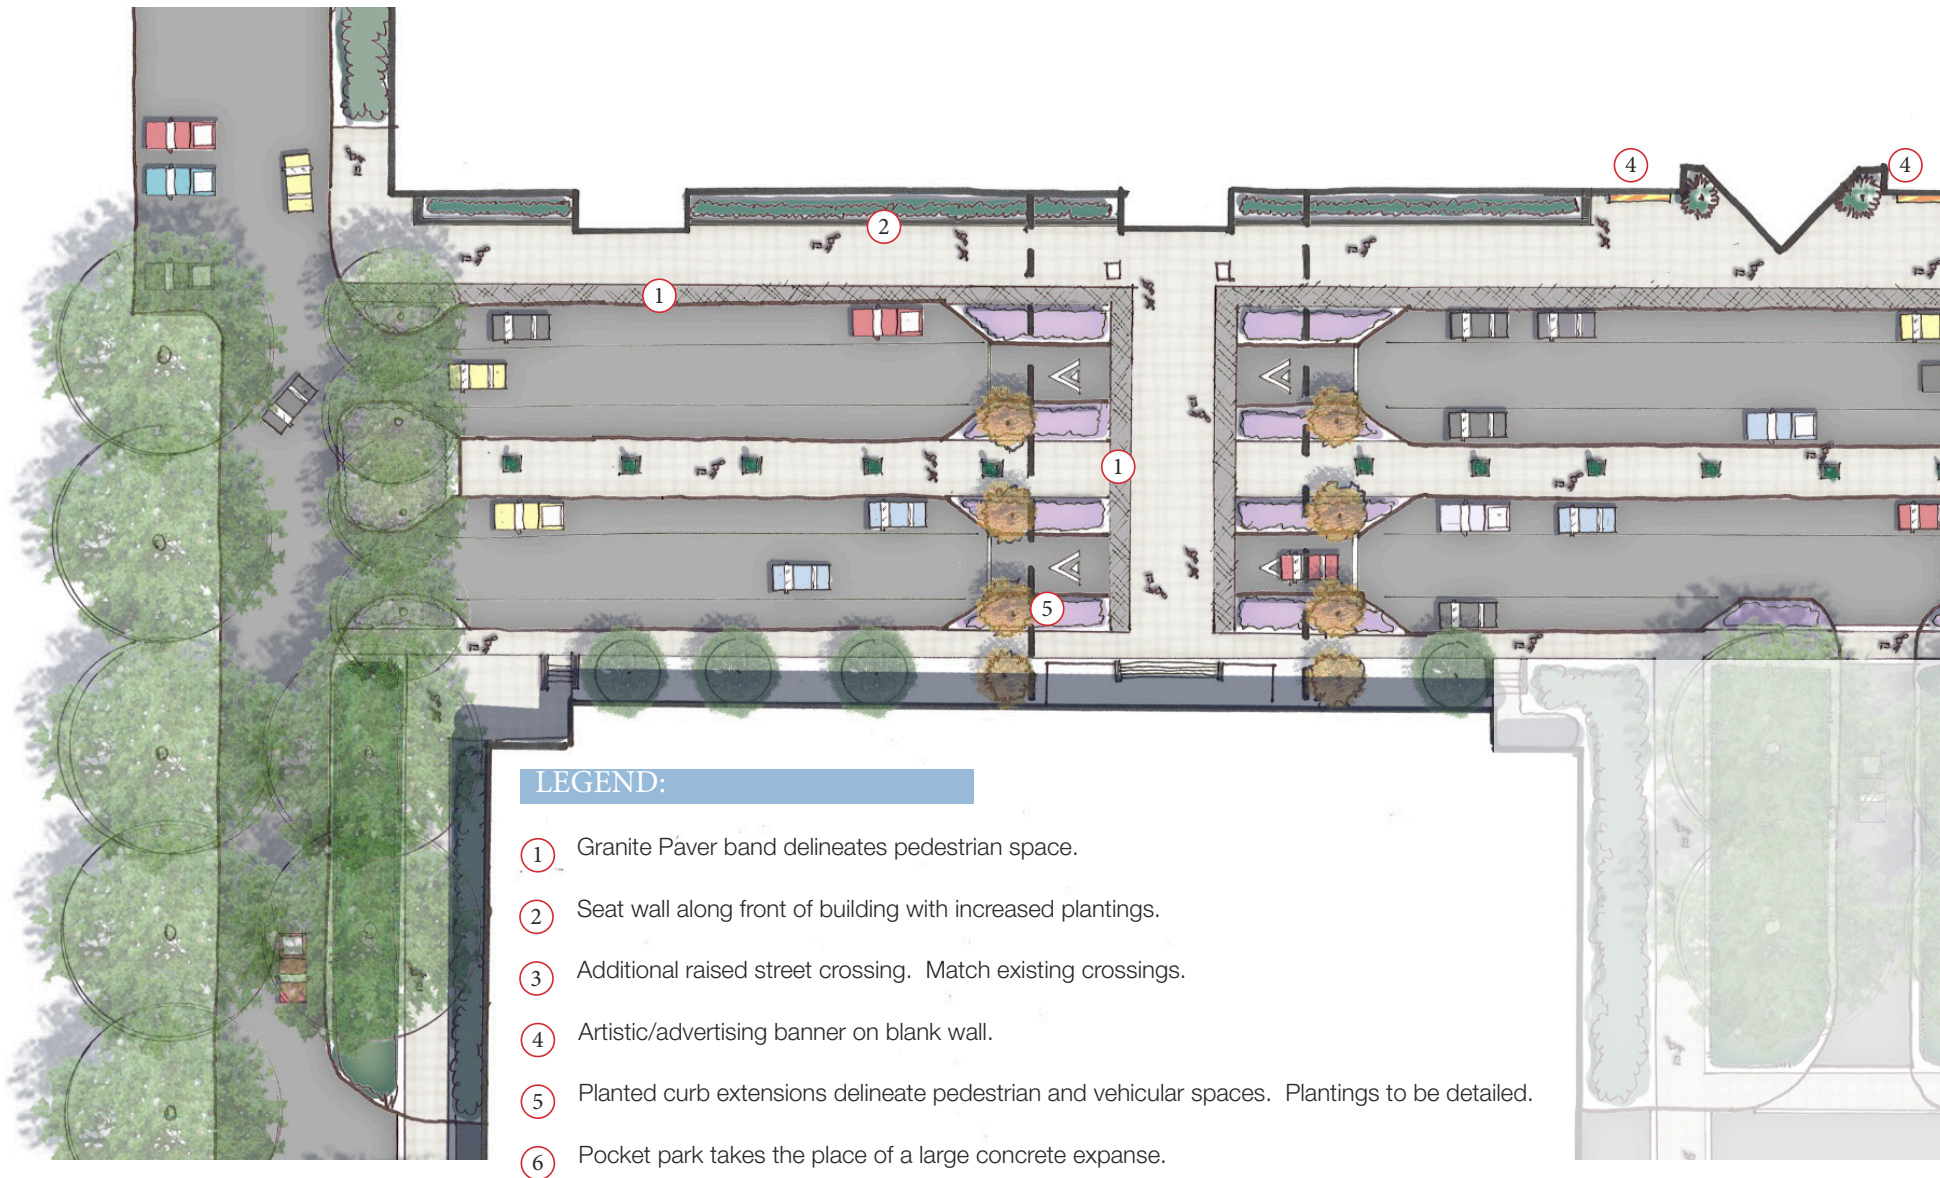 4
4
2
1
1
5
LEGEND:
1 Granite Paver band delineates pedestrian space.
2 Seat wall along front of building with increased plantings.
3 Additional raised street crossing. Match existing crossings.
4 Artistic/advertising banner on blank wall.
5 Planted curb extensions delineate pedestrian and vehicular spaces. Plantings to be detailed.
6 Pocket park takes the place of a large concrete expanse.